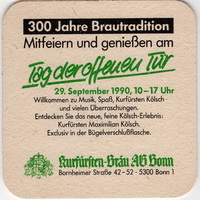 300 Jahre Brautradition
Mitfeiern und genießen am
Tag der offenen Tür
29. September 1990, 10–17 Uhr
Willkommen zu Musik, Spaß, Kurfürsten Kölsch
und vielen Überraschungen.
Entdecken Sie das neue, feine Kölsch-Erlebnis:
Kurfürsten Maximilian Kölsch.
Exclusiv in der Bügelverschlußflasche.
Kurfürsten-Bräu AG Bonn
Bornheimer Straße 42–52 · 5300 Bonn 1